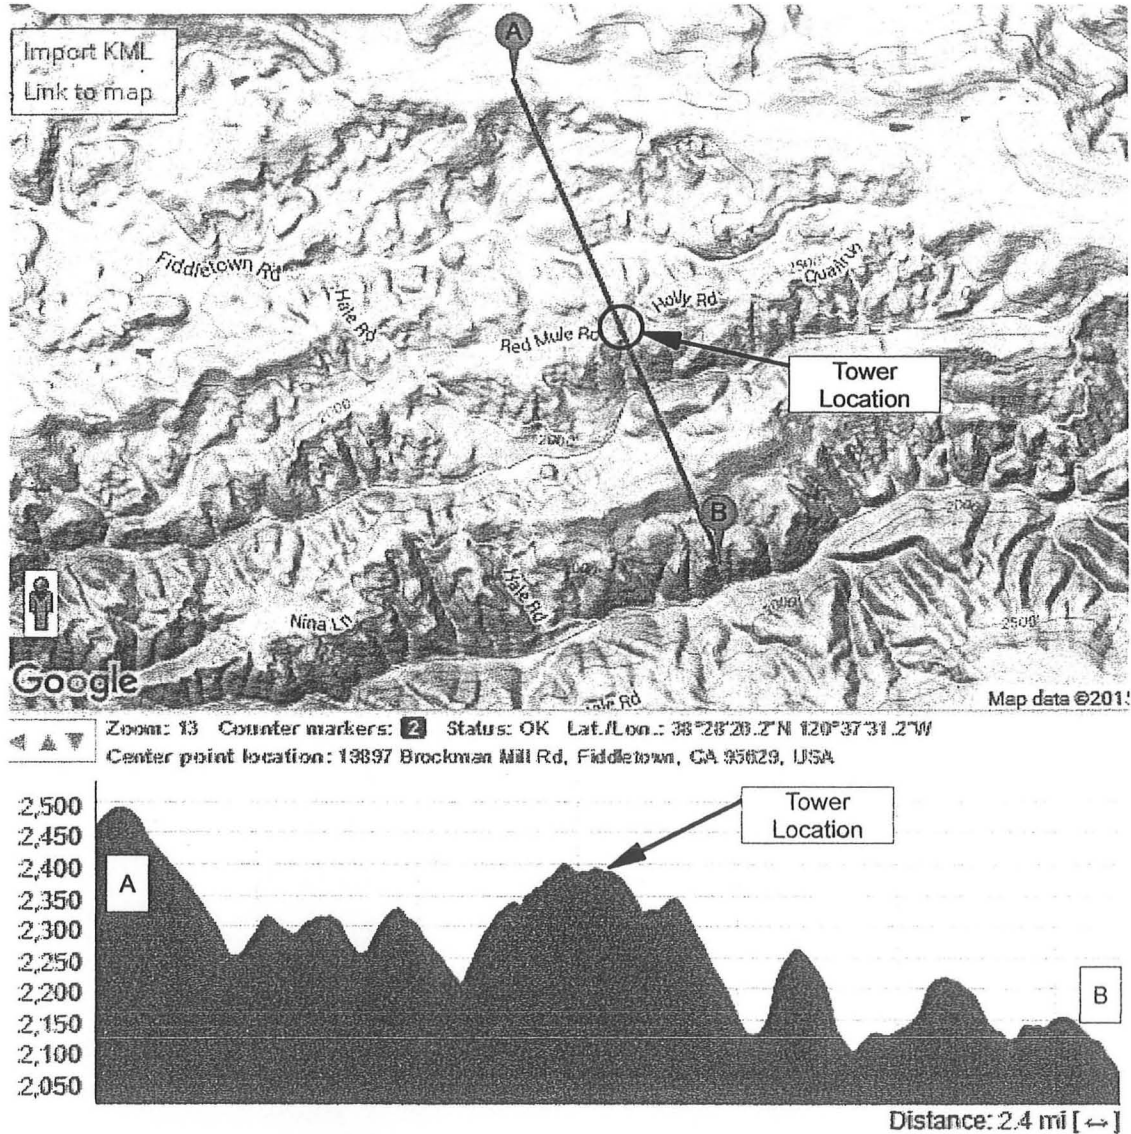 Import KML
Link to map
A
Fiddletown Rd
Hale Rd
2500'
Quail Ln
Holly Rd
Red Mule Rd
Tower
Location
2000'
2000'
B
Hale Rd
Nina Ln
2500'
Google
ale Rd
Map data ©2015
Zoom: 13 Counter markers: 2 Status: OK Lat./Lon.: 38°28'26.2"N 120°37'31.2"W
Center point location: 19897 Brockman Mill Rd, Fiddletown, CA 95629, USA
Tower
Location
2,500
2,450
2,400
2,350
2,300
2,250
2,200
2,150
2,100
2,050
A
B
Distance: 2.4 mi [↔]